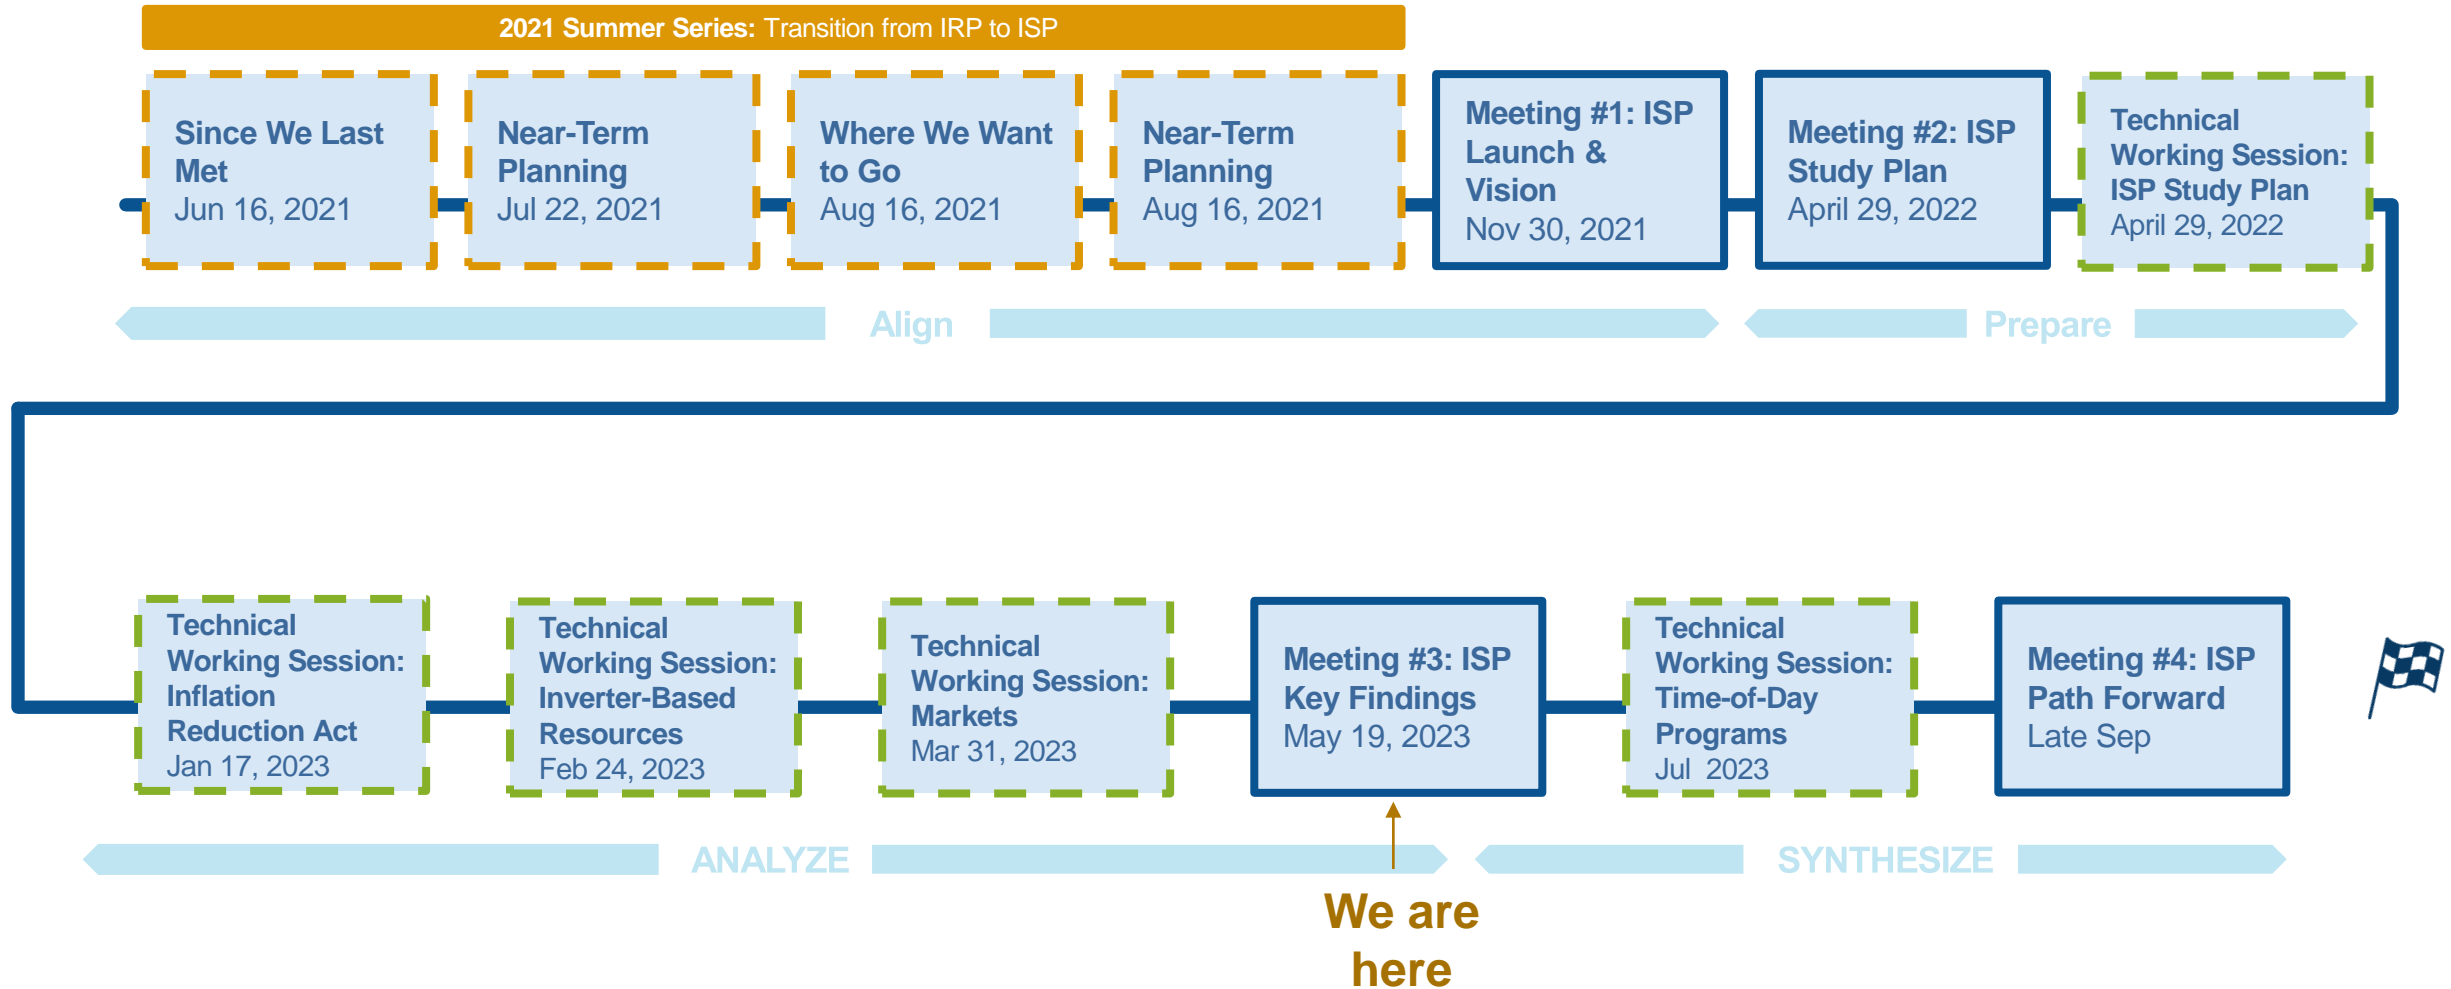 2021 Summer Series: Transition from IRP to ISP
Since We Last
Met
Jun 16, 2021
Near-Term
Planning
Jul 22, 2021
Where We Want
to Go
Aug 16, 2021
Near-Term
Planning
Aug 16, 2021
Meeting #1: ISP
Launch &
Vision
Nov 30, 2021
Meeting #2: ISP
Study Plan
April 29, 2022
Technical
Working Session:
ISP Study Plan
April 29, 2022
Align
Prepare
Technical
Working Session:
Inflation
Reduction Act
Jan 17, 2023
Technical
Working Session:
Inverter-Based
Resources
Feb 24, 2023
Technical
Working Session:
Markets
Mar 31, 2023
Meeting #3: ISP
Key Findings
May 19, 2023
Technical
Working Session:
Time-of-Day
Programs
Jul  2023
Meeting #4: ISP
Path Forward
Late Sep
ANALYZE
SYNTHESIZE
We are
here